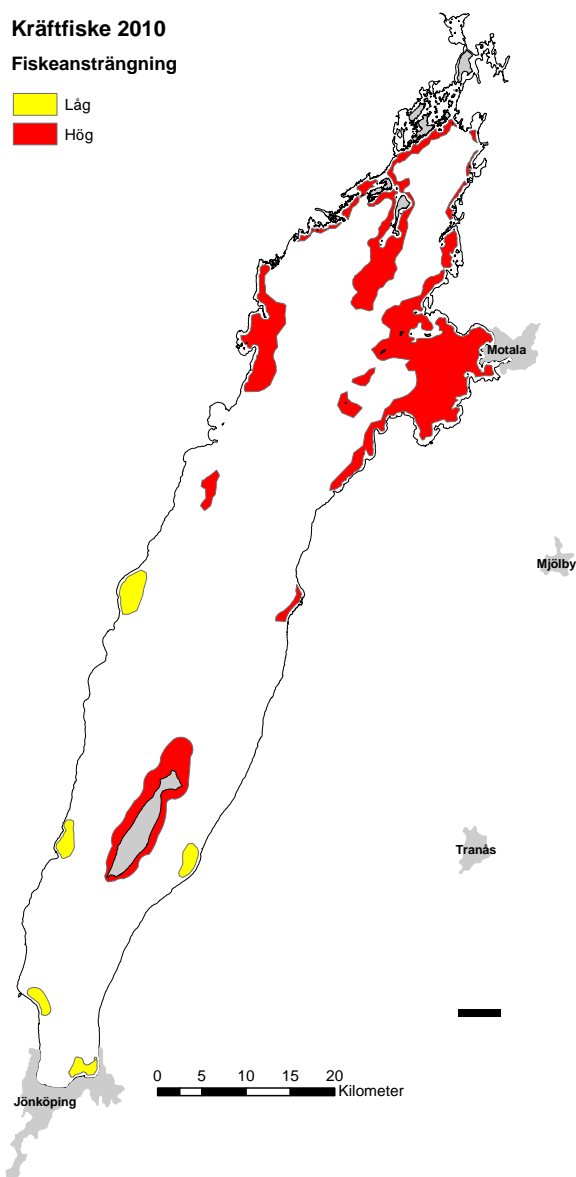 Kräftfiske 2010
Fiskeansträngning
Låg
Hög
Motala
Mjölby
Tranås
0 5 10 15 20
Kilometer
Jönköping